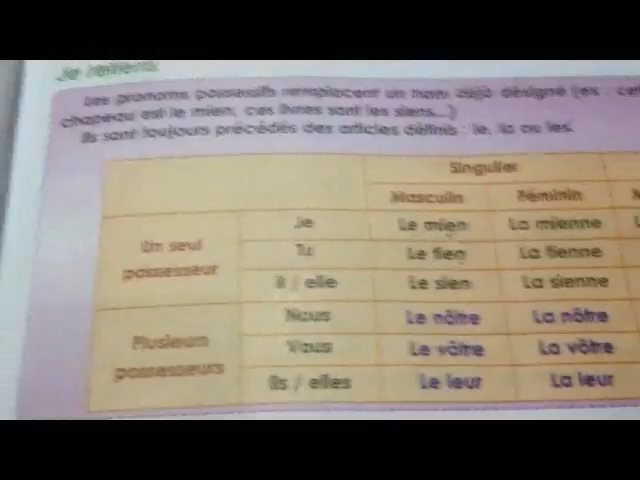 Je retiens
Les pronoms possessifs remplacent un nom déjà désigné (ex : cet
chapeau est le mien, ces livres sont les siens...)
Ils sont toujours précédés des articles définis : le, la ou les.
Singulier
Masculin Féminin
Un seul possesseur
Je Le mien La mienne
Tu Le tien La tienne
il / elle Le sien La sienne
Plusieurs possesseurs
Nous Le nôtre La nôtre
Vous Le vôtre La vôtre
Ils / elles Le leur La leur